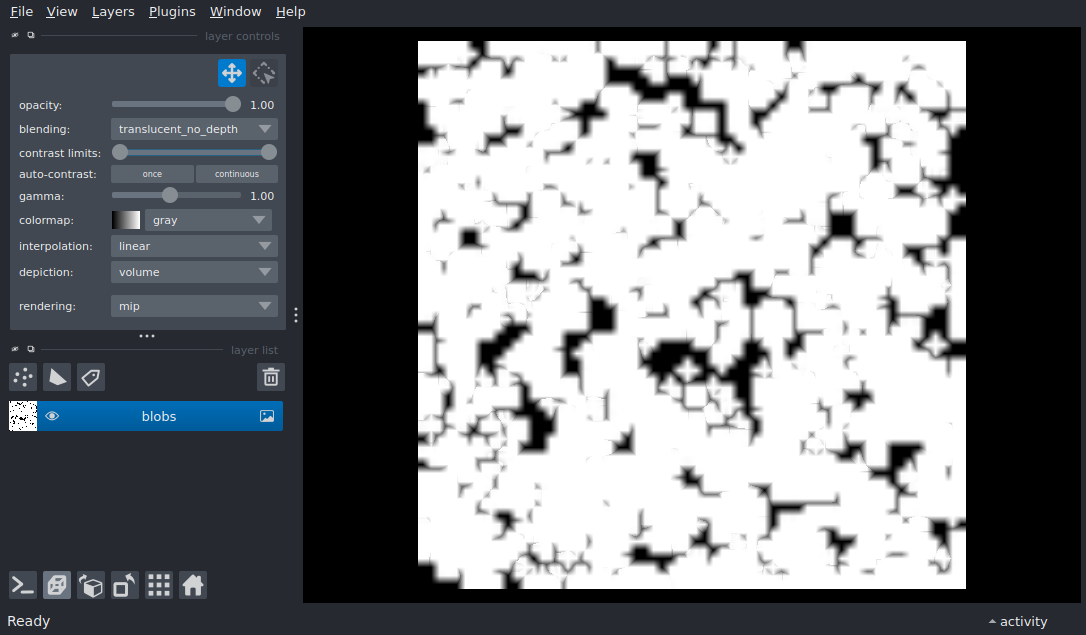 File View Layers Plugins Window Help
layer controls
opacity: 1.00
blending: translucent_no_depth
contrast limits:
auto-contrast: once continuous
gamma: 1.00
colormap: gray
interpolation: linear
depiction: volume
rendering: mip
layer list
blobs
Ready activity